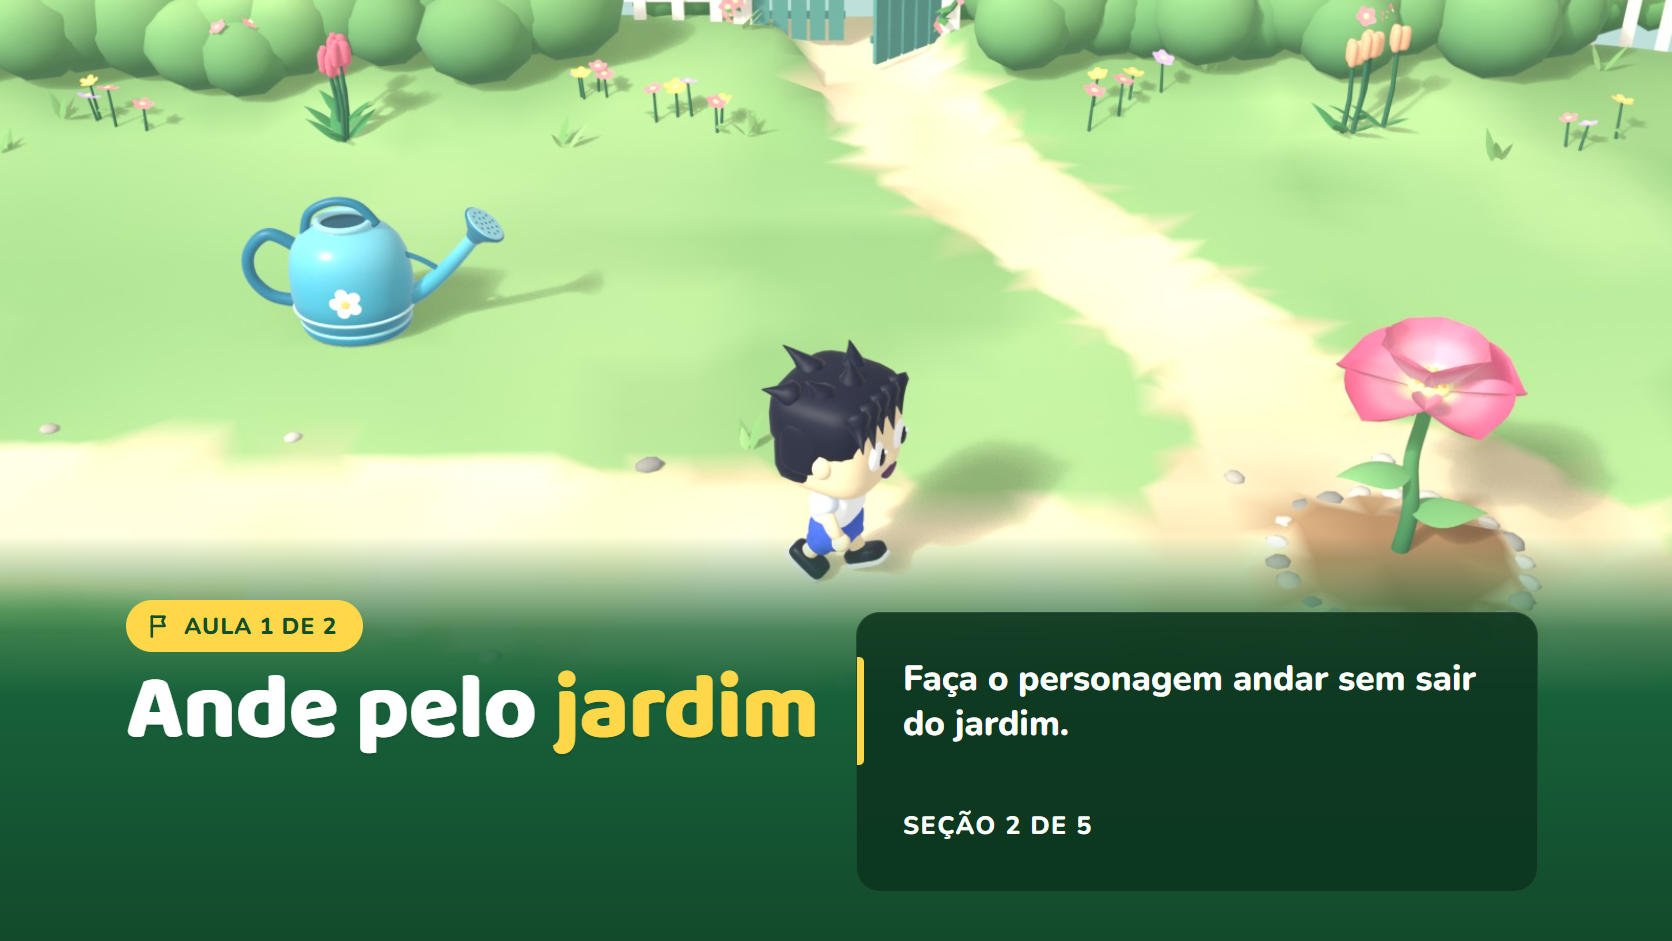 AULA 1 DE 2
Ande pelo jardim
Faça o personagem andar sem sair
do jardim.
SEÇÃO 2 DE 5